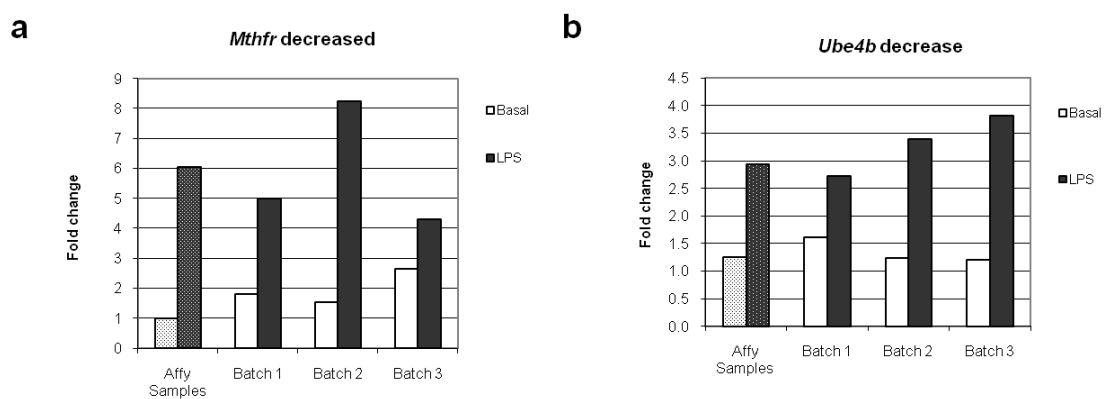 a
Mthfr decreased
9
8
7
6
5
4
3
2
1
0
Fold change
Affy
Samples
Batch 1
Batch 2
Batch 3
Basal
LPS
b
Ube4b decrease
4.5
4.0
3.5
3.0
2.5
2.0
1.5
1.0
0.5
0.0
Fold change
Affy
Samples
Batch 1
Batch 2
Batch 3
Basal
LPS